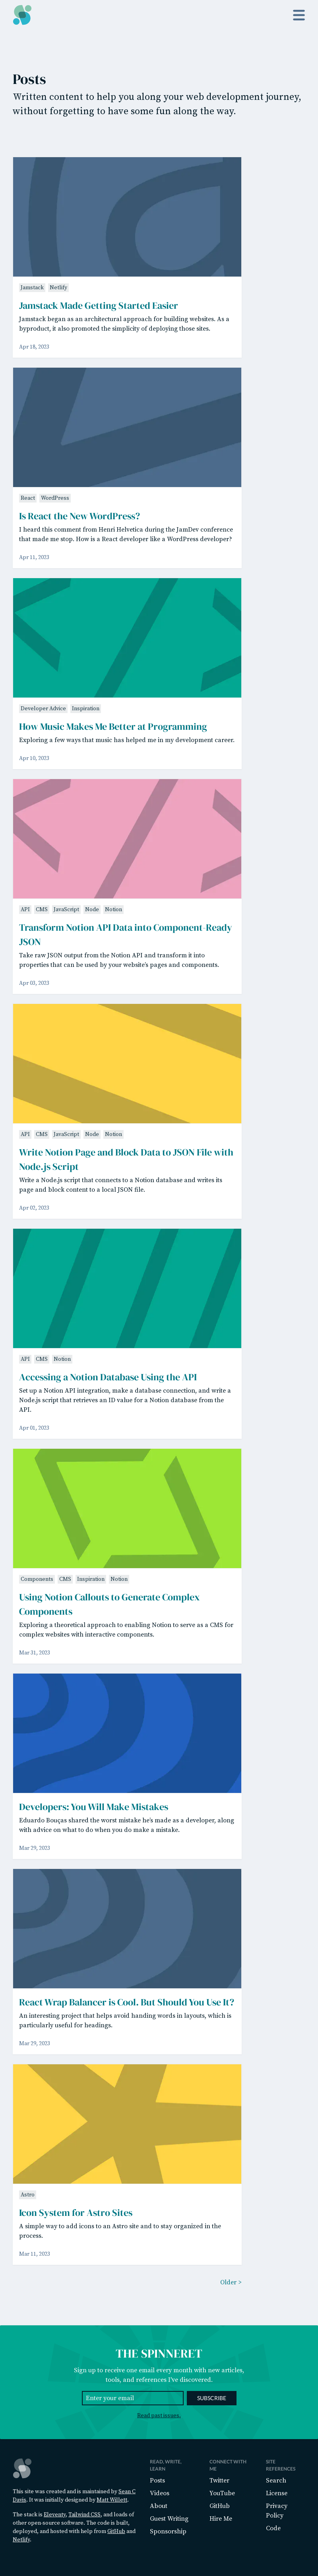 Posts
Written content to help you along your web development journey,
without forgetting to have some fun along the way.
Jamstack Netlify
Jamstack Made Getting Started Easier
Jamstack began as an architectural approach for building websites. As a
byproduct, it also promoted the simplicity of deploying those sites.
Apr 18, 2023
React WordPress
Is React the New WordPress?
I heard this comment from Henri Helvetica during the JamDev conference
that made me stop. How is a React developer like a WordPress developer?
Apr 11, 2023
Developer Advice Inspiration
How Music Makes Me Better at Programming
Exploring a few ways that music has helped me in my development career.
Apr 10, 2023
API CMS JavaScript Node Notion
Transform Notion API Data into Component-Ready
JSON
Take raw JSON output from the Notion API and transform it into
properties that can be used by your website's pages and components.
Apr 03, 2023
API CMS JavaScript Node Notion
Write Notion Page and Block Data to JSON File with
Node.js Script
Write a Node.js script that connects to a Notion database and writes its
page and block content to a local JSON file.
Apr 02, 2023
API CMS Notion
Accessing a Notion Database Using the API
Set up a Notion API integration, make a database connection, and write a
Node.js script that retrieves an ID value for a Notion database from the
API.
Apr 01, 2023
Components CMS Inspiration Notion
Using Notion Callouts to Generate Complex
Components
Exploring a theoretical approach to enabling Notion to serve as a CMS for
complex websites with interactive components.
Mar 31, 2023
Developers: You Will Make Mistakes
Eduardo Bouças shared the worst mistake he's made as a developer, along
with advice on what to do when you do make a mistake.
Mar 29, 2023
React Wrap Balancer is Cool. But Should You Use It?
An interesting project that helps avoid handing words in layouts, which is
particularly useful for headings.
Mar 29, 2023
Astro
Icon System for Astro Sites
A simple way to add icons to an Astro site and to stay organized in the
process.
Mar 11, 2023
Older >
THE SPINNERET
Sign up to receive one email every month with new articles,
tools, and references I've discovered.
Enter your email SUBSCRIBE
Read past issues.
This site was created and is maintained by Sean C
Davis. It was initially designed by Matt Willett.
The stack is Eleventy, Tailwind CSS, and loads of
other open-source software. The code is built,
deployed, and hosted with help from GitHub and
Netlify.
READ. WRITE.
LEARN
Posts
Videos
About
Guest Writing
Sponsorship
CONNECT WITH
ME
Twitter
YouTube
GitHub
Hire Me
SITE
REFERENCES
Search
License
Privacy
Policy
Code